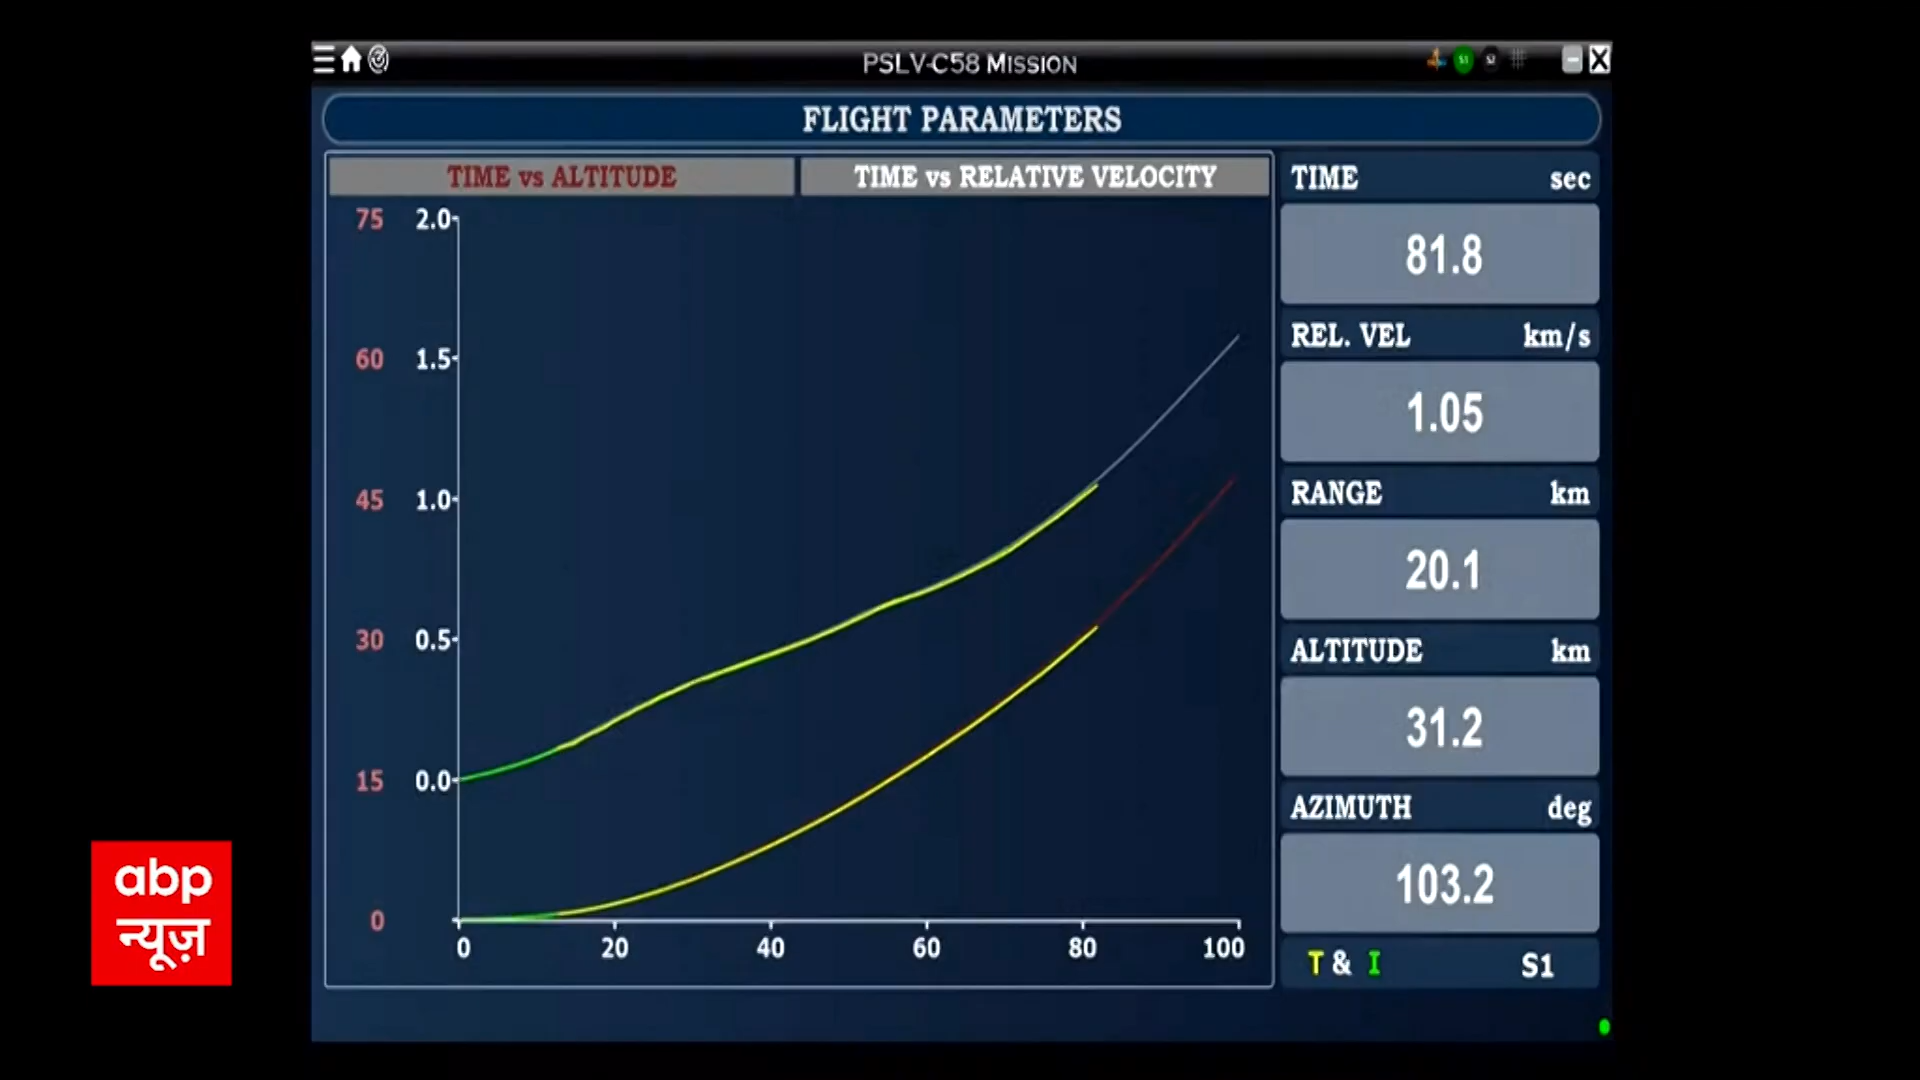 PSLV-C58 MISSION
FLIGHT PARAMETERS
TIME vs ALTITUDE
TIME vs RELATIVE VELOCITY
75 2.0
60 1.5
45 1.0
30 0.5
15 0.0
0
0 20 40 60 80 100
TIME sec
81.8
REL. VEL km/s
1.05
RANGE km
20.1
ALTITUDE km
31.2
AZIMUTH deg
103.2
T & I S1
abp
न्यूज़